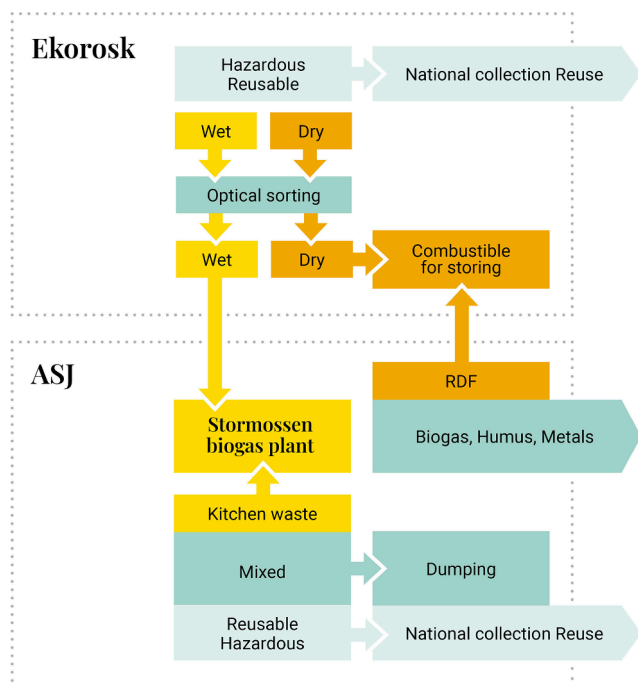 Ekorosk
Hazardous
Reusable
National collection Reuse
Wet
Dry
Optical sorting
Wet
Dry
Combustible
for storing
ASJ
RDF
Stormossen
biogas plant
Biogas, Humus, Metals
Kitchen waste
Mixed
Dumping
Reusable
Hazardous
National collection Reuse